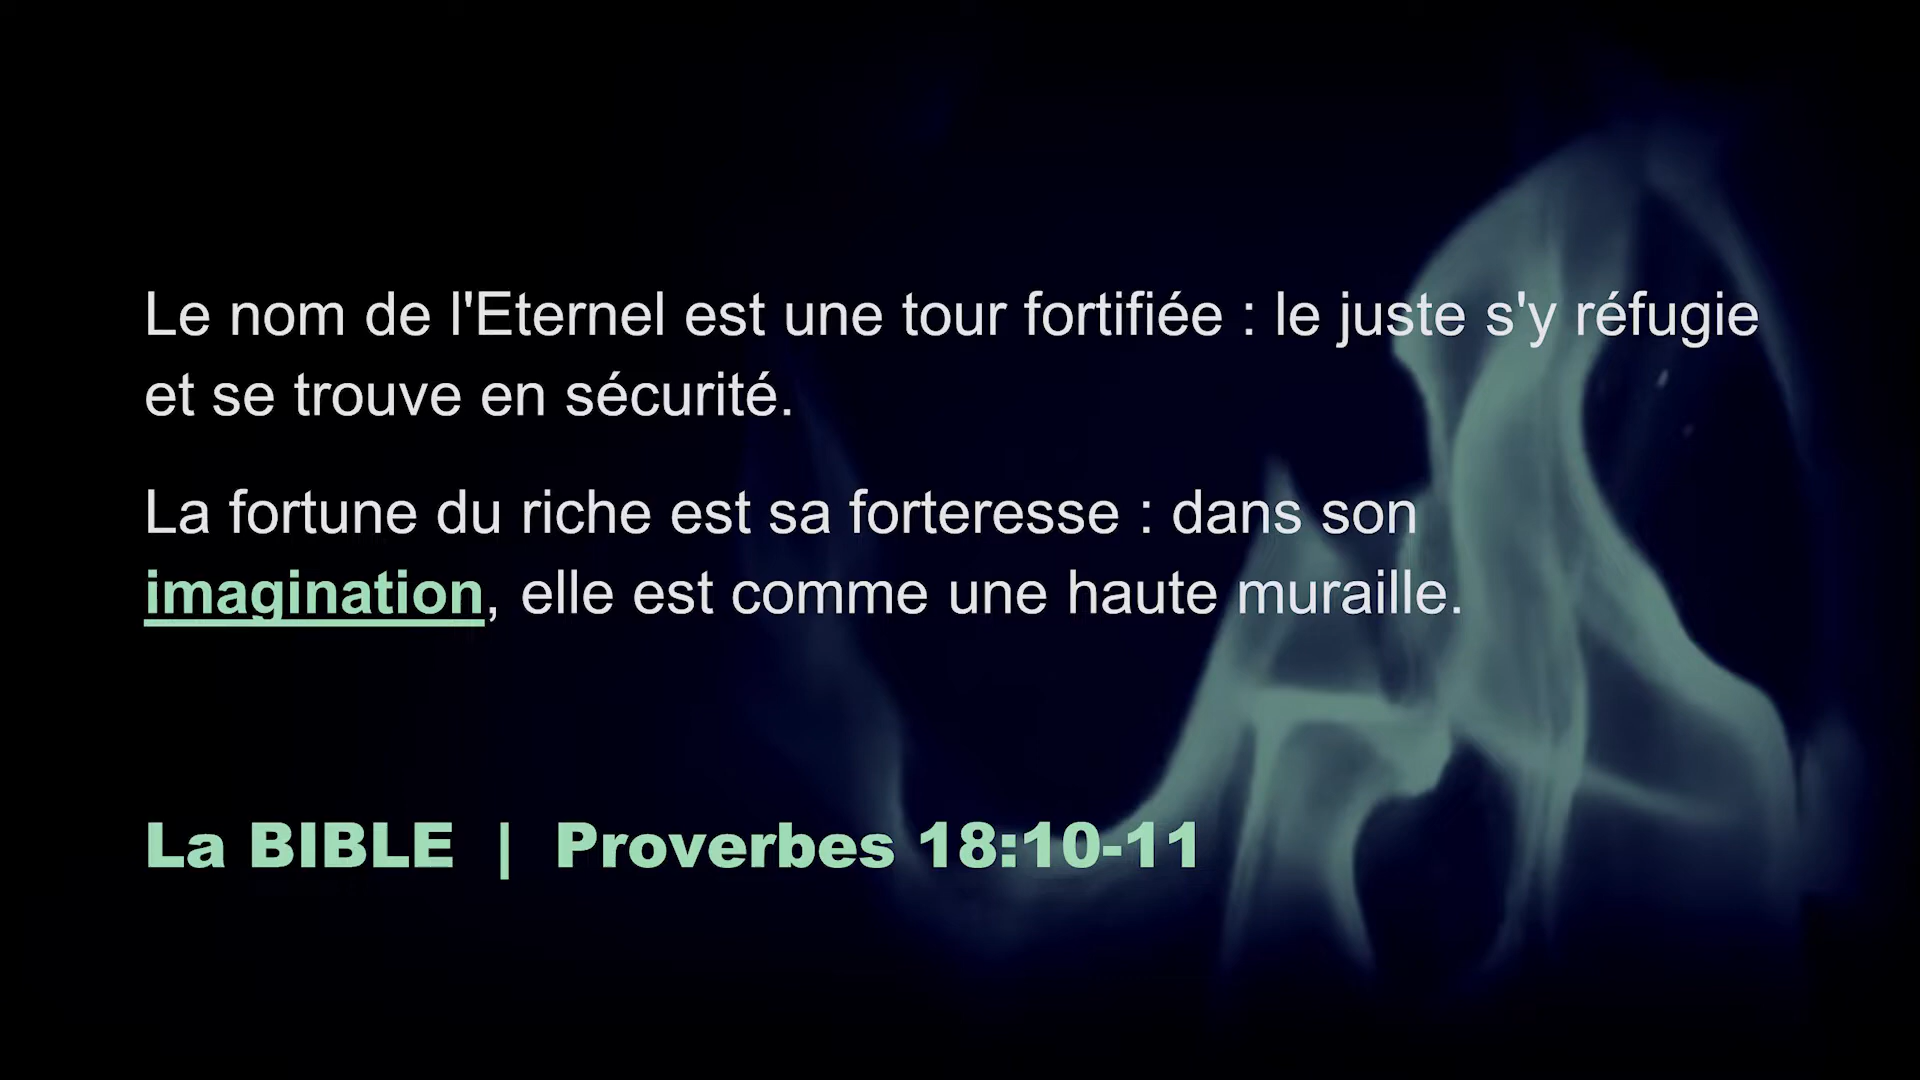 Le nom de l'Eternel est une tour fortifiée : le juste s'y réfugie
et se trouve en sécurité.
La fortune du riche est sa forteresse : dans son
imagination, elle est comme une haute muraille.
La BIBLE | Proverbes 18:10-11